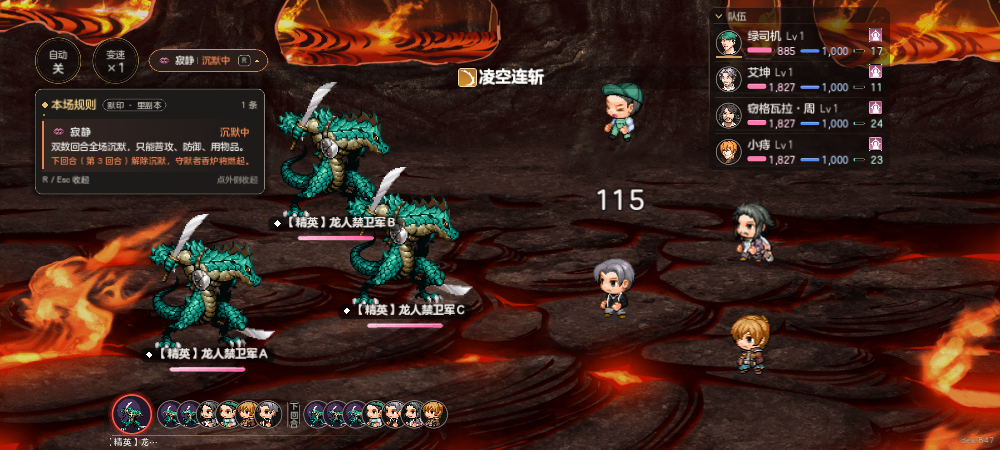 自动
关
变速
×1
寂静 | 沉默中 R
凌空连斩
本场规则 默印 · 里副本 1 条
寂静 沉默中
双数回合全场沉默，只能普攻、防御、用物品。
下回合（第 3 回合）解除沉默，守默者香炉将燃起。
R / Esc 收起 点外侧收起
队伍
绿司机 Lv 1
885 1,000 17
艾坤 Lv 1
1,827 1,000 11
窃格瓦拉·周 Lv 1
1,827 1,000 24
小痔 Lv 1
1,827 1,000 23
115
【精英】龙人禁卫军B
【精英】龙人禁卫军C
【精英】龙人禁卫军A
下回合
【精英】龙…